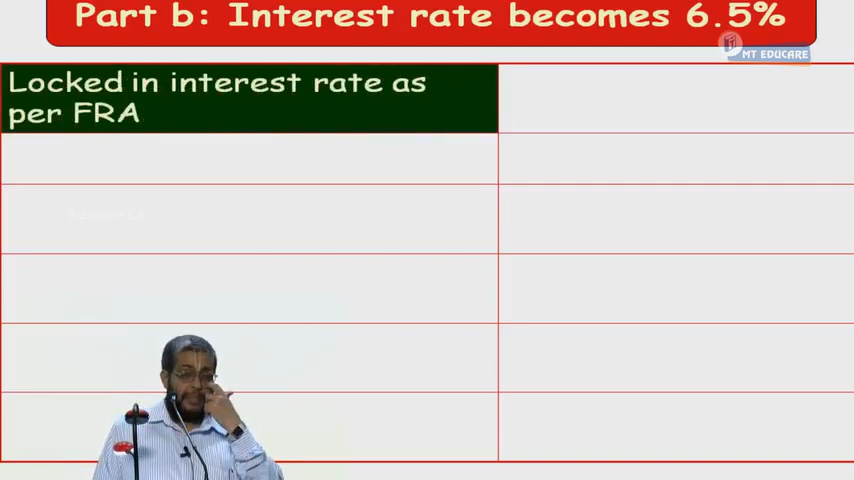 Part b: Interest rate becomes 6.5%
MT EDUCARE
Locked in interest rate as
per FRA